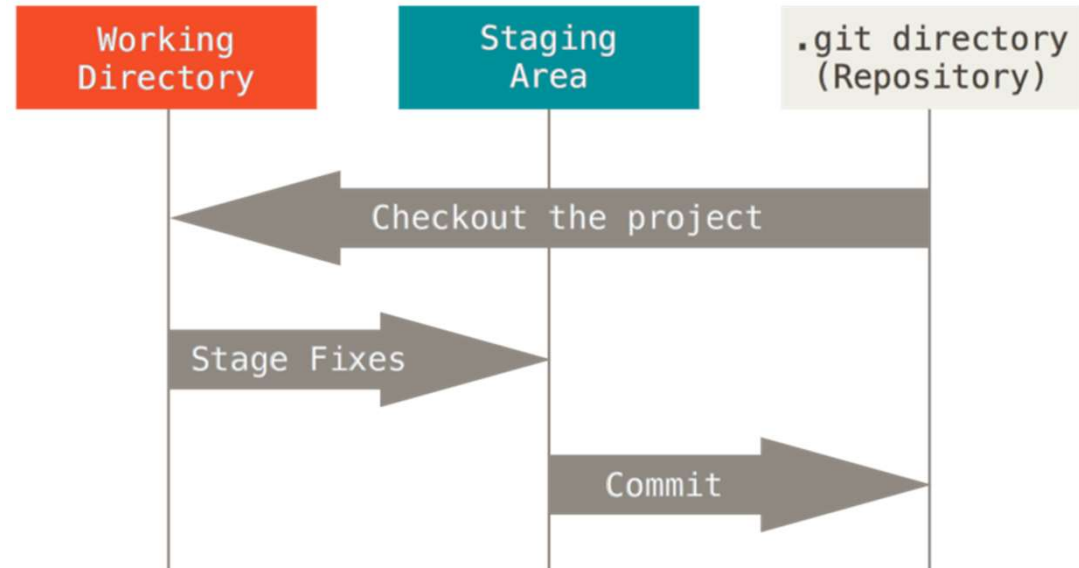 Working
Directory
Staging
Area
.git directory
(Repository)
Checkout the project
Stage Fixes
Commit